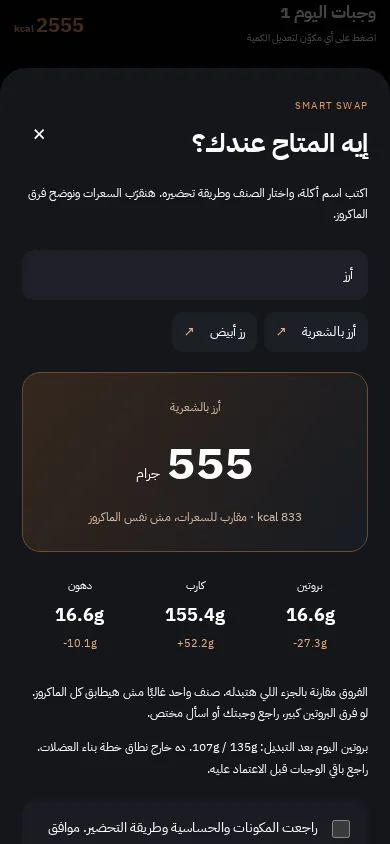 وجبات اليوم 1
2555 kcal
اضغط على أي مكوّن لتعديل الكمية
SMART SWAP
إيه المتاح عندك؟
×
اكتب اسم أكلة، واختار الصنف وطريقة تحضيره. هنقرّب السعرات ونوضح فرق
الماكروز.
أرز
أرز بالشعرية ↗
رز أبيض ↗
أرز بالشعرية
555 جرام
833 kcal · مقارب للسعرات، مش نفس الماكروز
بروتين
كارب
دهون
16.6g
155.4g
16.6g
-27.3g
+52.2g
-10.1g
الفروق مقارنة بالجزء اللي هتبدله. صنف واحد غالبًا مش هيطابق كل الماكروز.
لو فرق البروتين كبير، راجع وجبتك أو اسأل مختص.
بروتين اليوم بعد التبديل: 107g / 135g. ده خارج نطاق خطة بناء العضلات.
راجع باقي الوجبات قبل الاعتماد عليه.
راجعت المكونات والحساسية وطريقة التحضير. موافق